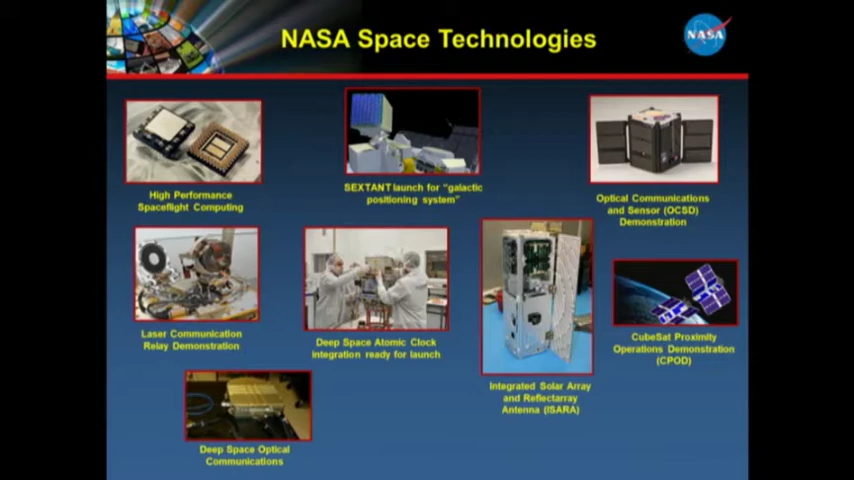 NASA Space Technologies
NASA
High Performance
Spaceflight Computing
SEXTANT launch for "galactic
positioning system"
Optical Communications
and Sensor (OCSD)
Demonstration
Laser Communication
Relay Demonstration
Deep Space Atomic Clock
integration ready for launch
Integrated Solar Array
and Reflectarray
Antenna (ISARA)
CubeSat Proximity
Operations Demonstration
(CPOD)
Deep Space Optical
Communications